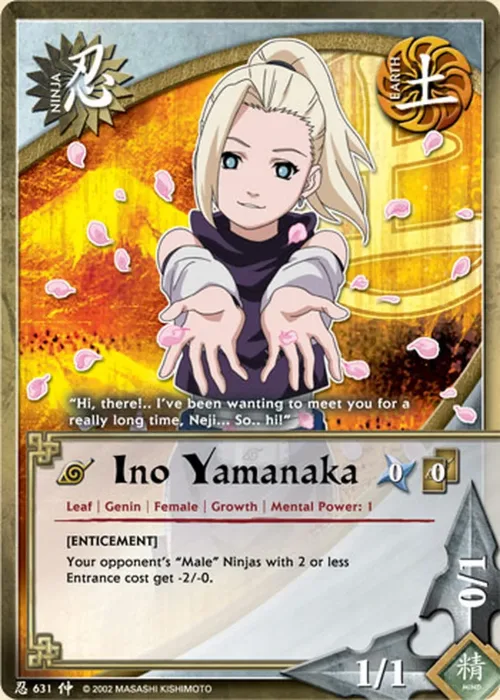 NINJA
忍
EARTH
土
"Hi, there!.. I've been wanting to meet you for a
really long time, Neji... So.. hi!"
Ino Yamanaka 0 0
Leaf | Genin | Female | Growth | Mental Power: 1
[ENTICEMENT]
Your opponent's "Male" Ninjas with 2 or less
Entrance cost get -2/-0.
0/1
1/1
精
MIND
忍 631 仲 © 2002 MASASHI KISHIMOTO